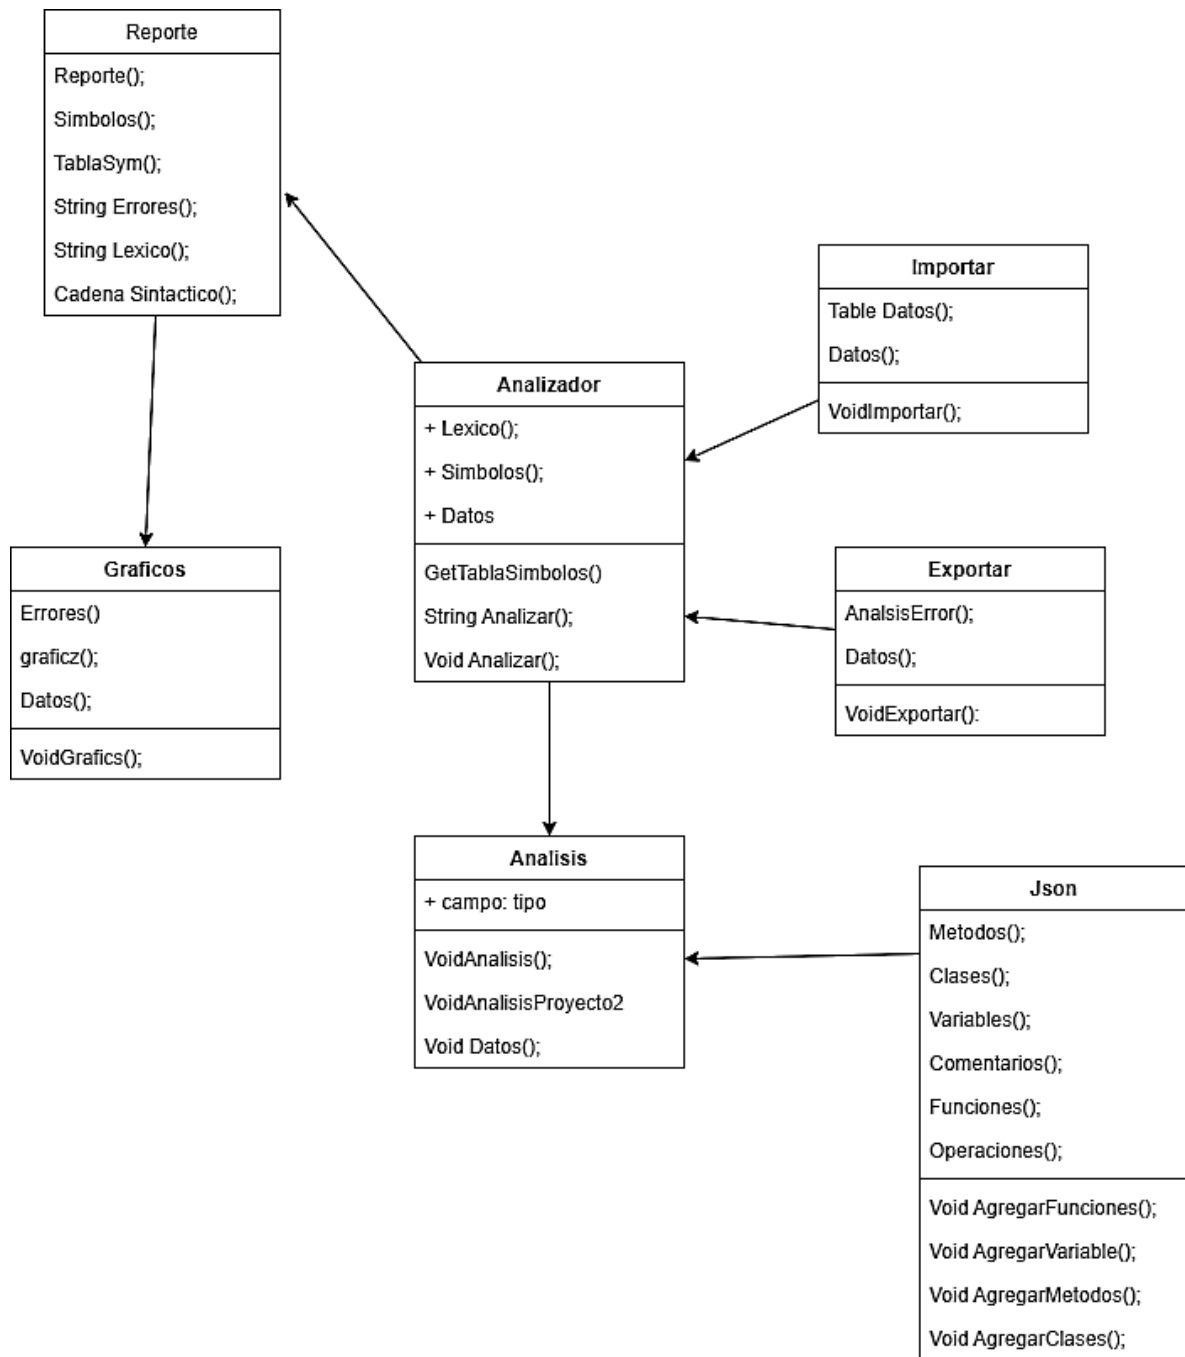 Reporte
Reporte();
Simbolos();
TablaSym();
String Errores();
String Lexico();
Cadena Sintactico();
Importar
Table Datos();
Datos();
VoidImportar();
Analizador
+ Lexico();
+ Simbolos();
+ Datos
GetTablaSimbolos()
String Analizar();
Void Analizar();
Graficos
Errores()
graficz();
Datos();
VoidGrafics();
Exportar
AnalsisError();
Datos();
VoidExportar():
Analisis
+ campo: tipo
VoidAnalisis();
VoidAnalisisProyecto2
Void Datos();
Json
Metodos();
Clases();
Variables();
Comentarios();
Funciones();
Operaciones();
Void AgregarFunciones();
Void AgregarVariable();
Void AgregarMetodos();
Void AgregarClases();